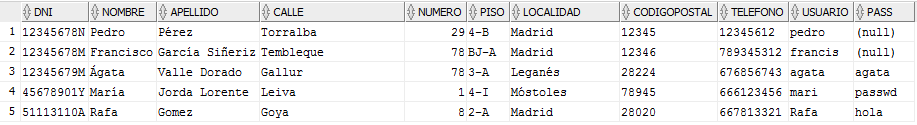 DNI NOMBRE APELLIDO CALLE NUMERO PISO LOCALIDAD CODIGOPOSTAL TELEFONO USUARIO PASS
1 12345678N Pedro Pérez Torralba 29 4-B Madrid 12345 12345612 pedro (null)
2 12345678M Francisco García Siñeriz Tembleque 78 BJ-A Madrid 12346 789345312 francis (null)
3 12345679M Ágata Valle Dorado Gallur 78 3-A Leganés 28224 676856743 agata agata
4 45678901Y María Jorda Lorente Leiva 1 4-I Móstoles 78945 666123456 mari passwd
5 51113110A Rafa Gomez Goya 8 2-A Madrid 28020 667813321 Rafa hola